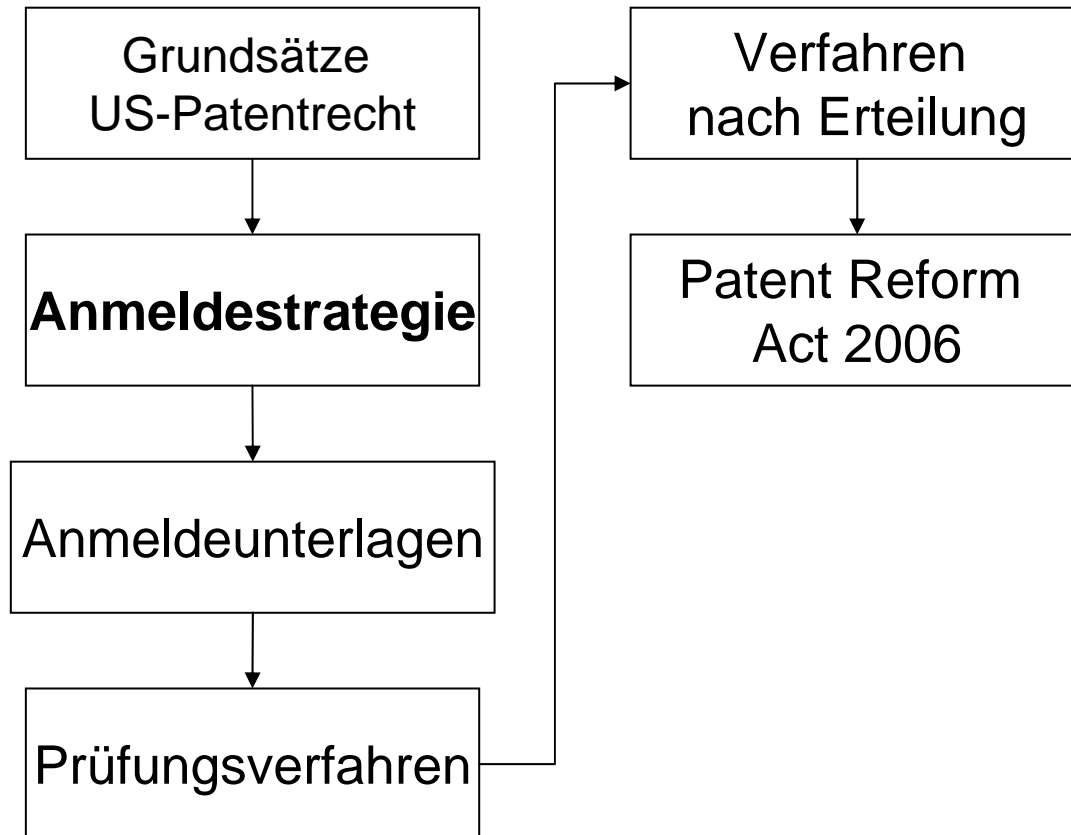 Grundsätze
US-Patentrecht
Anmeldestrategie
Anmeldeunterlagen
Prüfungsverfahren
Verfahren
nach Erteilung
Patent Reform
Act 2006